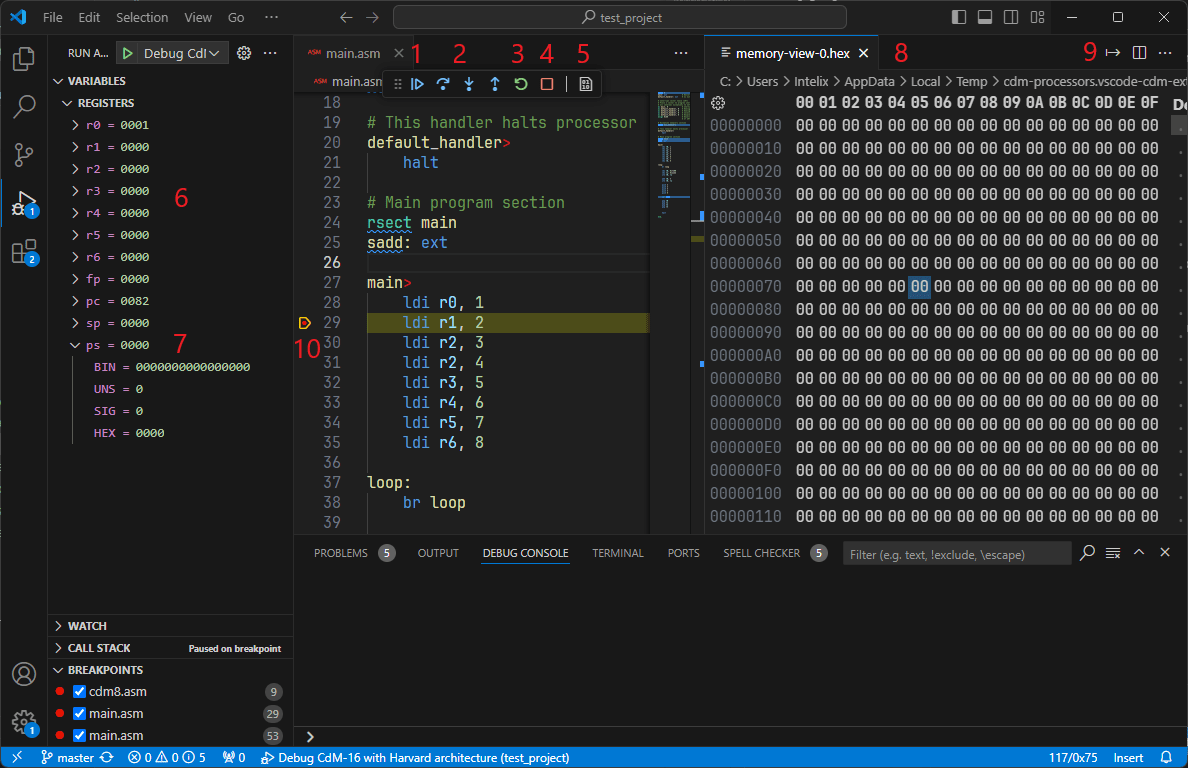 File Edit Selection View Go ··· test_project
RUN A... Debug CdI
VARIABLES
REGISTERS
r0 = 0001
r1 = 0000
r2 = 0000
r3 = 0000
r4 = 0000
r5 = 0000
r6 = 0000
fp = 0000
pc = 0082
sp = 0000
ps = 0000
BIN = 0000000000000000
UNS = 0
SIG = 0
HEX = 0000
6
7
WATCH
CALL STACK Paused on breakpoint
BREAKPOINTS
cdm8.asm 9
main.asm 29
main.asm 53
ASM main.asm
1 2 3 4 5
ASM main.asn
18
19 # This handler halts processor
20 default_handler>
21 halt
22
23 # Main program section
24 rsect main
25 sadd: ext
26
27 main>
28 ldi r0, 1
29 ldi r1, 2
10
30 ldi r2, 3
31 ldi r2, 4
32 ldi r3, 5
33 ldi r4, 6
34 ldi r5, 7
35 ldi r6, 8
36
37 loop:
38 br loop
39
memory-view-0.hex 8 9
C: > Users > Intelix > AppData > Local > Temp > cdm-processors.vscode-cdm-ext
00 01 02 03 04 05 06 07 08 09 0A 0B 0C 0D 0E 0F De
00000000 00 00 00 00 00 00 00 00 00 00 00 00 00 00 00 00 .
00000010 00 00 00 00 00 00 00 00 00 00 00 00 00 00 00 00 .
00000020 00 00 00 00 00 00 00 00 00 00 00 00 00 00 00 00 .
00000030 00 00 00 00 00 00 00 00 00 00 00 00 00 00 00 00 .
00000040 00 00 00 00 00 00 00 00 00 00 00 00 00 00 00 00 .
00000050 00 00 00 00 00 00 00 00 00 00 00 00 00 00 00 00 .
00000060 00 00 00 00 00 00 00 00 00 00 00 00 00 00 00 00 .
00000070 00 00 00 00 00 00 00 00 00 00 00 00 00 00 00 00 .
00000080 00 00 00 00 00 00 00 00 00 00 00 00 00 00 00 00 .
00000090 00 00 00 00 00 00 00 00 00 00 00 00 00 00 00 00 .
000000A0 00 00 00 00 00 00 00 00 00 00 00 00 00 00 00 00 .
000000B0 00 00 00 00 00 00 00 00 00 00 00 00 00 00 00 00 .
000000C0 00 00 00 00 00 00 00 00 00 00 00 00 00 00 00 00 .
000000D0 00 00 00 00 00 00 00 00 00 00 00 00 00 00 00 00 .
000000E0 00 00 00 00 00 00 00 00 00 00 00 00 00 00 00 00 .
000000F0 00 00 00 00 00 00 00 00 00 00 00 00 00 00 00 00 .
00000100 00 00 00 00 00 00 00 00 00 00 00 00 00 00 00 00 .
00000110 00 00 00 00 00 00 00 00 00 00 00 00 00 00 00 00 .
PROBLEMS 5 OUTPUT DEBUG CONSOLE TERMINAL PORTS SPELL CHECKER 5 Filter (e.g. text, !exclude, \escape)
1
2
1
master 0 0 5 0 Debug CdM-16 with Harvard architecture (test_project) 117/0x75 Insert